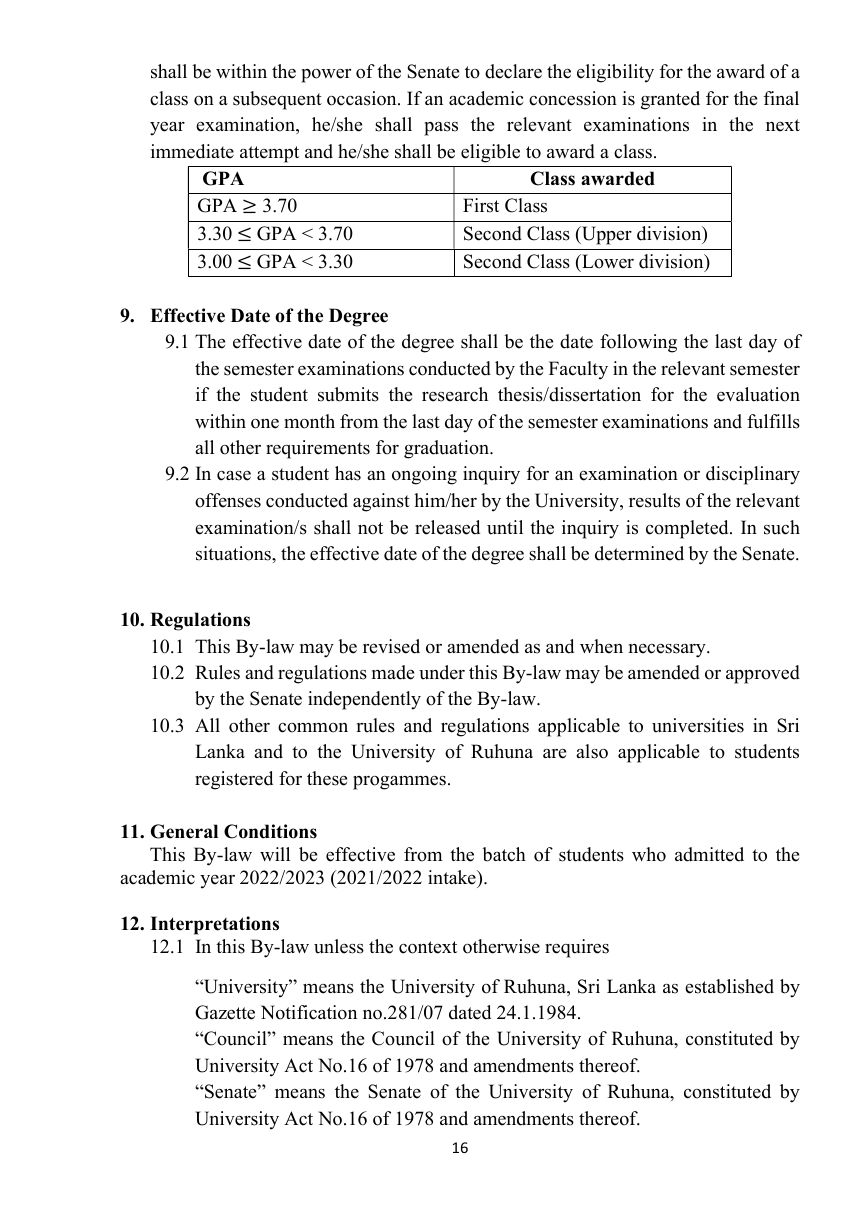 shall be within the power of the Senate to declare the eligibility for the award of a
class on a subsequent occasion. If an academic concession is granted for the final
year examination, he/she shall pass the relevant examinations in the next
immediate attempt and he/she shall be eligible to award a class.
GPA Class awarded
GPA ≥ 3.70 First Class
3.30 ≤ GPA < 3.70 Second Class (Upper division)
3.00 ≤ GPA < 3.30 Second Class (Lower division)
9. Effective Date of the Degree
9.1 The effective date of the degree shall be the date following the last day of
the semester examinations conducted by the Faculty in the relevant semester
if the student submits the research thesis/dissertation for the evaluation
within one month from the last day of the semester examinations and fulfills
all other requirements for graduation.
9.2 In case a student has an ongoing inquiry for an examination or disciplinary
offenses conducted against him/her by the University, results of the relevant
examination/s shall not be released until the inquiry is completed. In such
situations, the effective date of the degree shall be determined by the Senate.
10. Regulations
10.1 This By-law may be revised or amended as and when necessary.
10.2 Rules and regulations made under this By-law may be amended or approved
by the Senate independently of the By-law.
10.3 All other common rules and regulations applicable to universities in Sri
Lanka and to the University of Ruhuna are also applicable to students
registered for these progammes.
11. General Conditions
This By-law will be effective from the batch of students who admitted to the
academic year 2022/2023 (2021/2022 intake).
12. Interpretations
12.1 In this By-law unless the context otherwise requires
“University” means the University of Ruhuna, Sri Lanka as established by
Gazette Notification no.281/07 dated 24.1.1984.
“Council” means the Council of the University of Ruhuna, constituted by
University Act No.16 of 1978 and amendments thereof.
“Senate” means the Senate of the University of Ruhuna, constituted by
University Act No.16 of 1978 and amendments thereof.
16